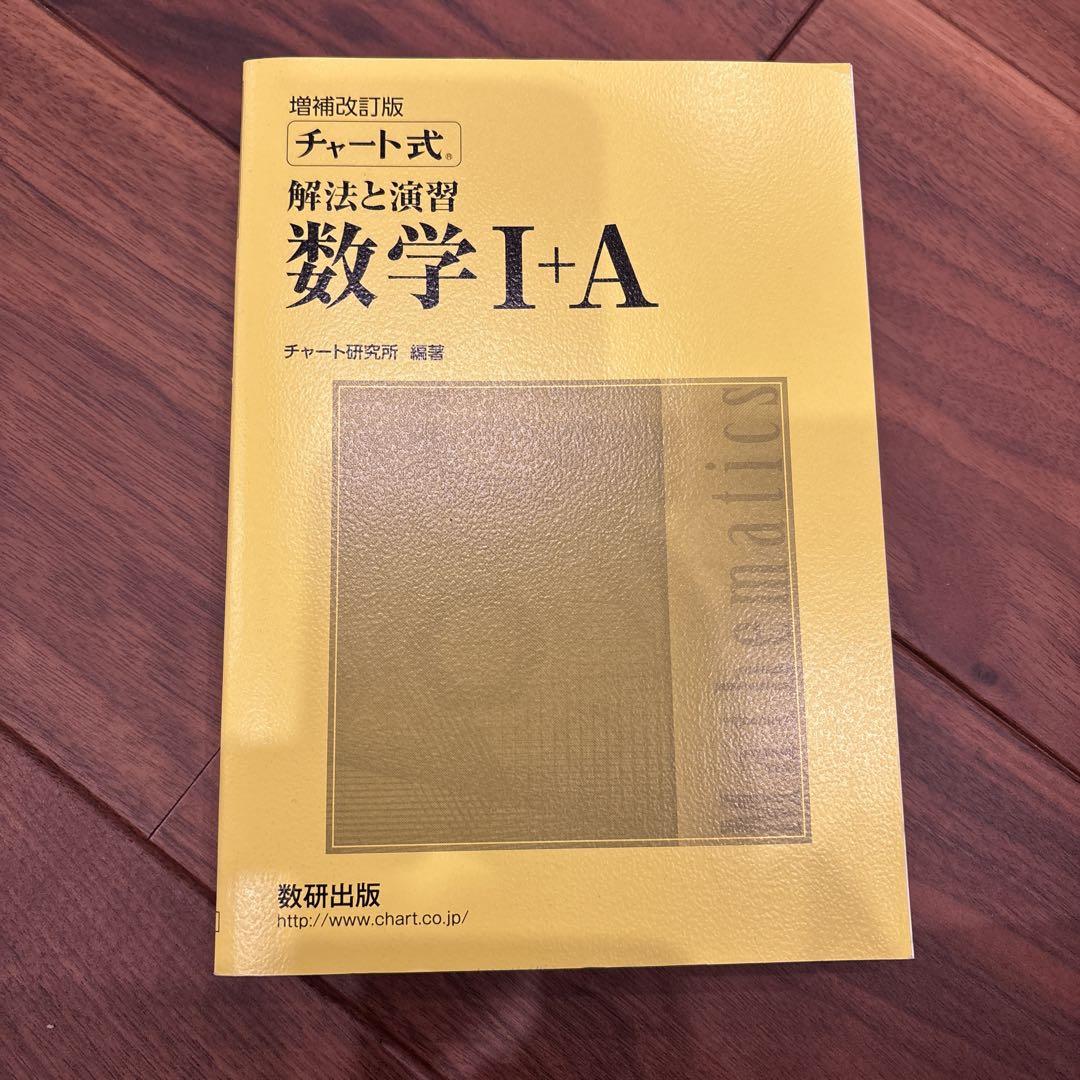 増補改訂版
チャート式®
解法と演習
数学I+A
チャート研究所 編著
Mathematics
数研出版
http://www.chart.co.jp/